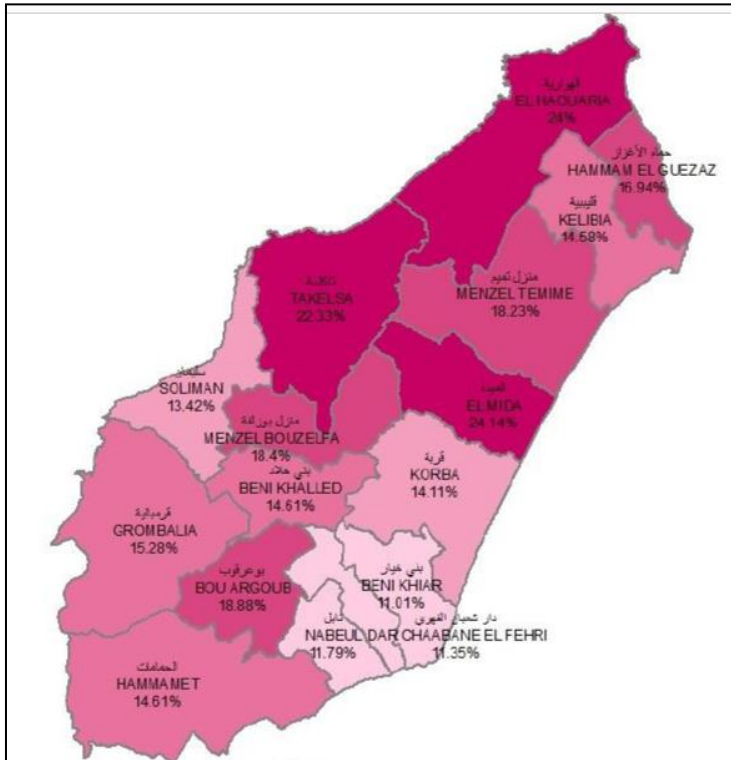 الهوارية
EL HAOUARIA
24%
حمام الأغزاز
HAMMAM EL GUEZAZ
16.94%
قليبية
KELIBIA
14.58%
منزل تميم
MENZEL TEMIME
18.23%
تاكلسة
TAKELSA
22.33%
الميدة
EL MIDA
24.14%
سليمان
SOLIMAN
13.42%
منزل بوزلفة
MENZEL BOUZELFA
18.4%
بني خلاد
BENI KHALLED
14.61%
قربة
KORBA
14.11%
قرمبالية
GROMBALIA
15.28%
بوعرقوب
BOU ARGOUB
18.88%
بني خيار
BENI KHIAR
11.01%
نابل
NABEUL
11.79%
دار شعبان الفهري
DAR CHAABANE EL FEHRI
11.35%
الحمامات
HAMMAMET
14.61%